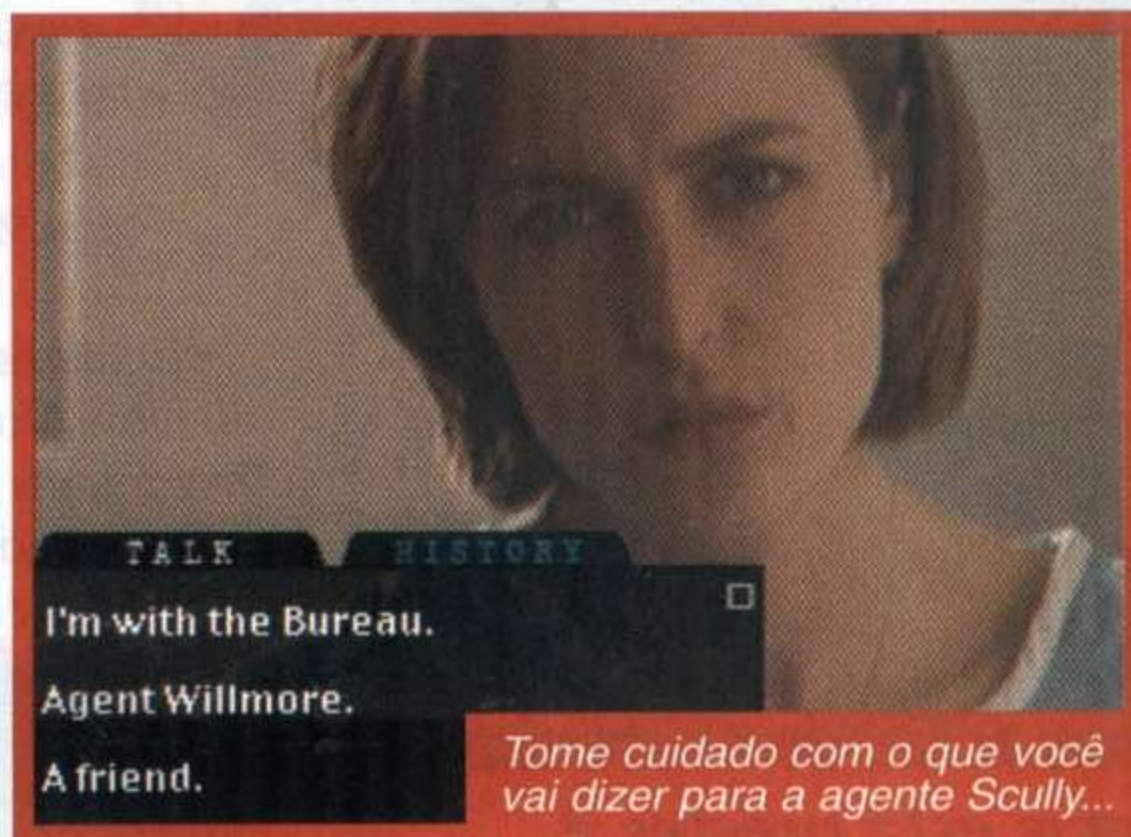 TALK HISTORY
I'm with the Bureau.
Agent Willmore.
A friend.
Tome cuidado com o que você
vai dizer para a agente Scully...